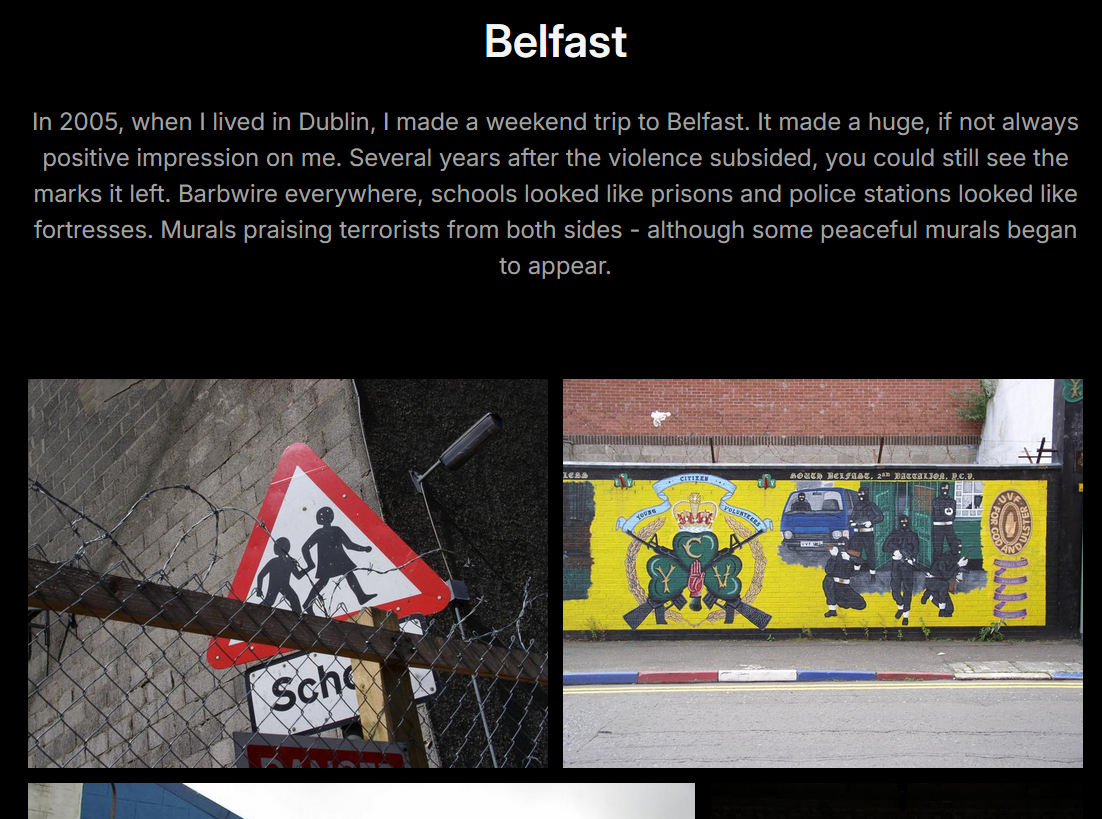 Belfast
In 2005, when I lived in Dublin, I made a weekend trip to Belfast. It made a huge, if not always
positive impression on me. Several years after the violence subsided, you could still see the
marks it left. Barbwire everywhere, schools looked like prisons and police stations looked like
fortresses. Murals praising terrorists from both sides - although some peaceful murals began
to appear.
Scho
DANGER
LESS
SOUTH BELFAST, 2ND BATTALION, Y.C.V.
CITIZEN
YOUNG
VOLUNTEERS
C
Y V
UVF
FOR GOD AND ULSTER